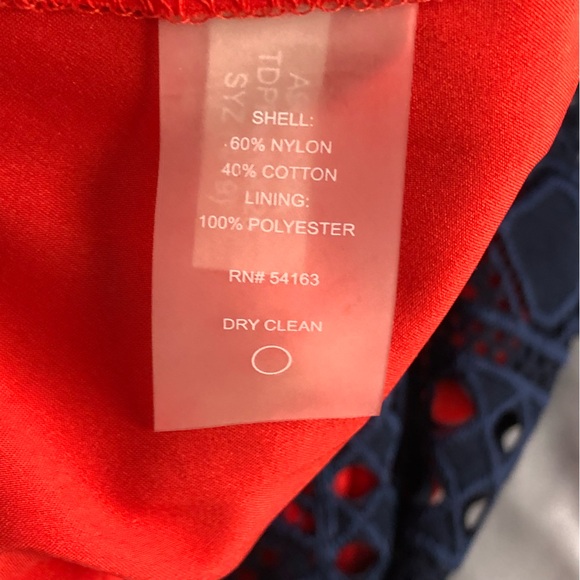 SHELL:
60% NYLON
40% COTTON
LINING:
100% POLYESTER
RN# 54163
DRY CLEAN